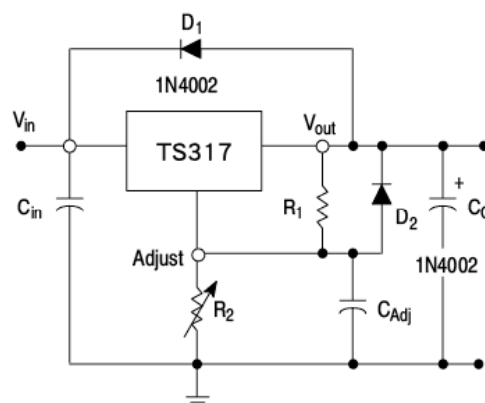 D1
1N4002
Vin
Vout
TS317
Cin
R1
D2
+
CO
Adjust
1N4002
R2
CAdj